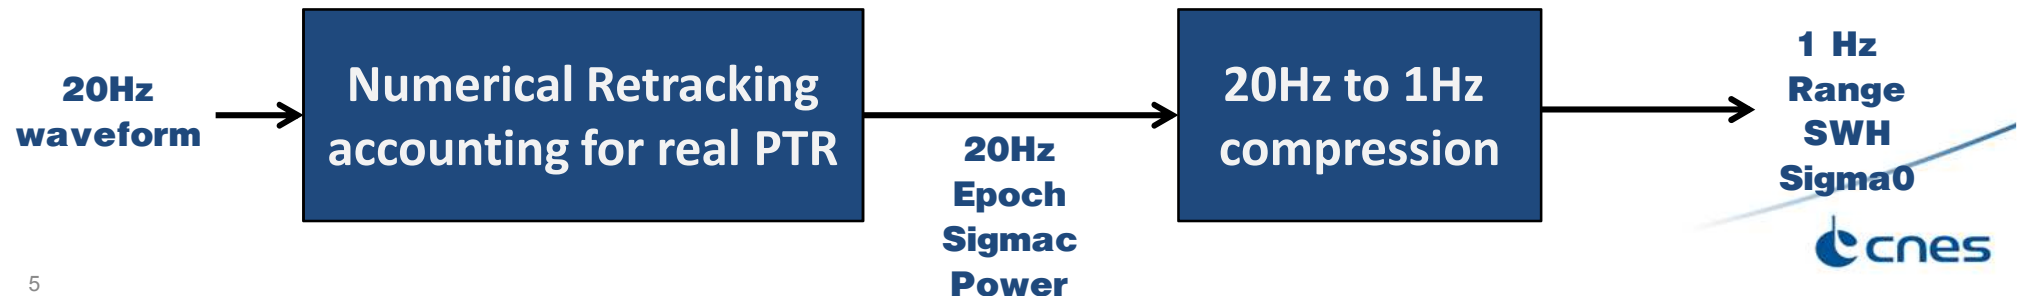 20Hz
waveform
Numerical Retracking
accounting for real PTR
20Hz
Epoch
Sigmac
Power
20Hz to 1Hz
compression
1 Hz
Range
SWH
Sigma0
cnes
5